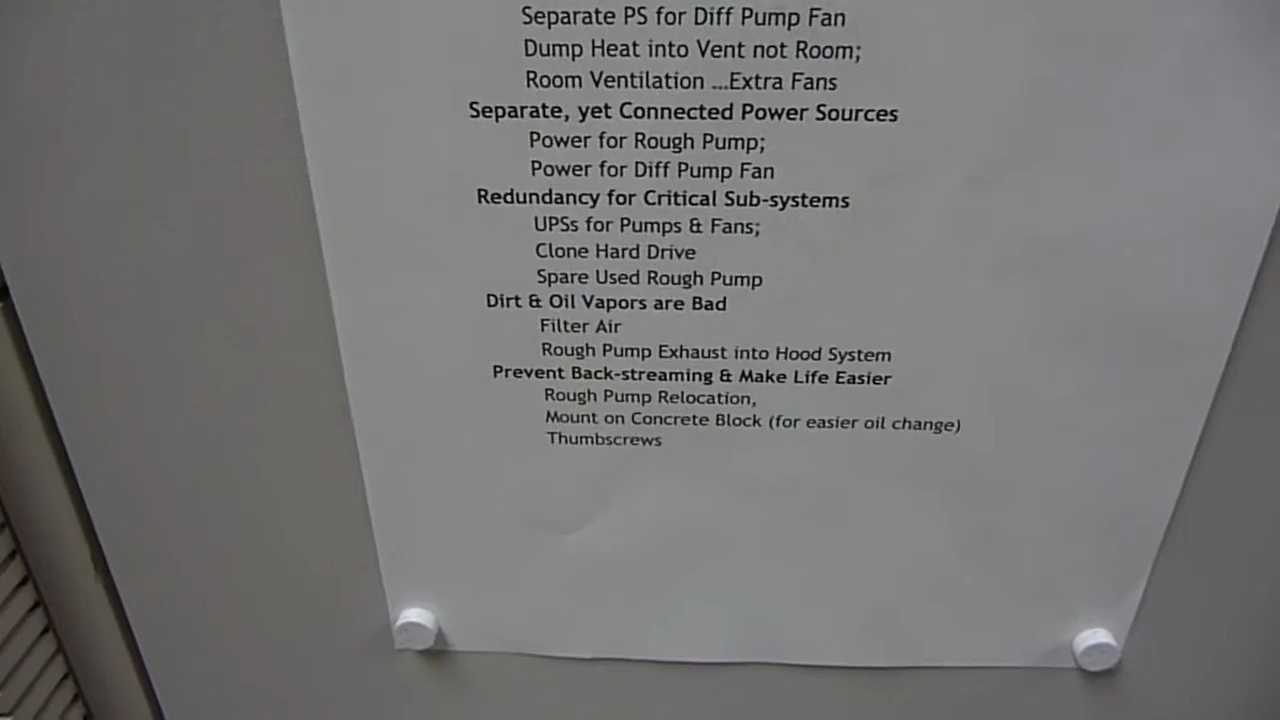 Separate PS for Diff Pump Fan
Dump Heat into Vent not Room;
Room Ventilation ...Extra Fans
Separate, yet Connected Power Sources
Power for Rough Pump;
Power for Diff Pump Fan
Redundancy for Critical Sub-systems
UPSs for Pumps & Fans;
Clone Hard Drive
Spare Used Rough Pump
Dirt & Oil Vapors are Bad
Filter Air
Rough Pump Exhaust into Hood System
Prevent Back-streaming & Make Life Easier
Rough Pump Relocation,
Mount on Concrete Block (for easier oil change)
Thumbscrews